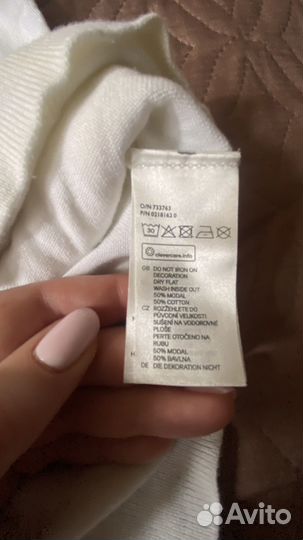 O/N 733763
P/N 0218163 0
30
clevercare.info
GB DO NOT IRON ON
DECORATION
DRY FLAT
WASH INSIDE OUT
50% MODAL
50% COTTON
CZ ROZŽEHLETE DO
PŮVODNÍ VELIKOSTI
SUŠENÍ NA VODOROVNÉ
PLOŠE
PERTE OTOČENÉ NA
RUBU
50% MODAL
50% BAVLNA
DE DIE DEKORATION NICHT
Avito